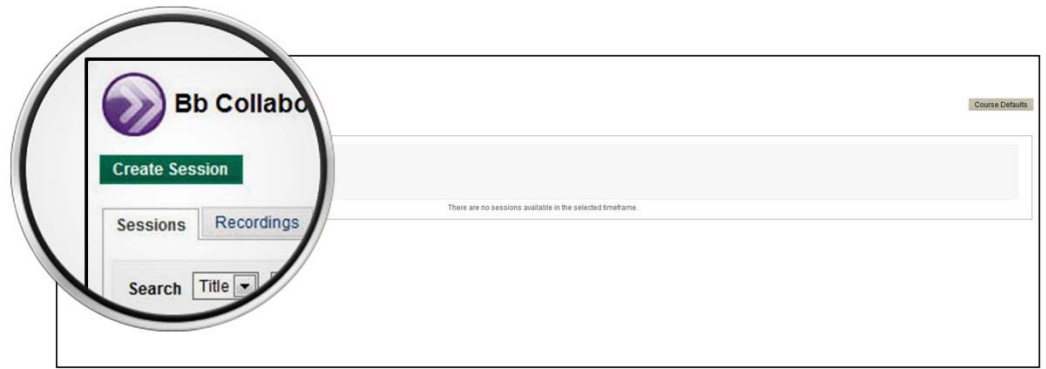 Bb Collabo
Course Defaults
Create Session
Sessions Recordings
There are no sessions available in the selected timeframe.
Search Title